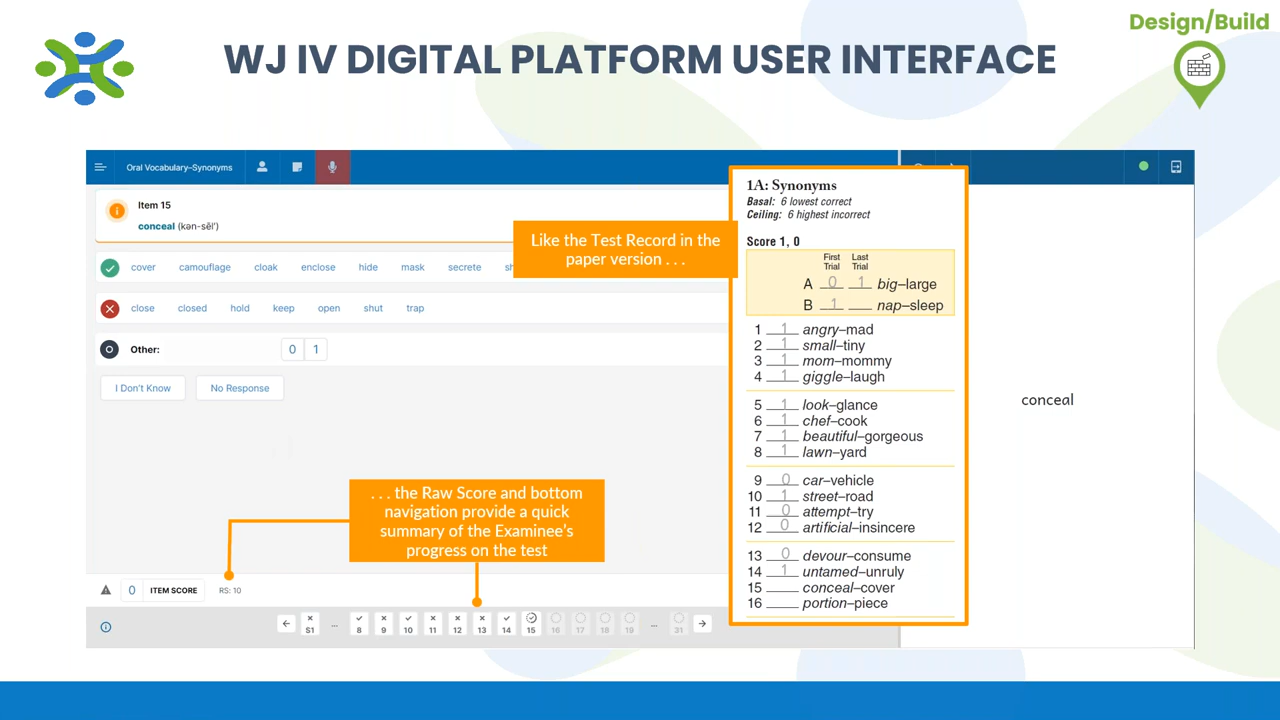 Design/Build
WJ IV DIGITAL PLATFORM USER INTERFACE
Oral Vocabulary–Synonyms
Item 15
conceal (kən-sēl′)
cover camouflage cloak enclose hide mask secrete
close closed hold keep open shut trap
Other: 0 1
I Don't Know No Response
Like the Test Record in the
paper version . . .
. . . the Raw Score and bottom
navigation provide a quick
summary of the Examinee's
progress on the test
0 ITEM SCORE RS: 10
S1 ... 8 9 10 11 12 13 14 15 16 17 18 19 ... 31
1A: Synonyms
Basal: 6 lowest correct
Ceiling: 6 highest incorrect
Score 1, 0
First Trial Last Trial
A 0 1 big–large
B 1 ___ nap–sleep
1 1 angry–mad
2 1 small–tiny
3 1 mom–mommy
4 1 giggle–laugh
5 1 look–glance
6 1 chef–cook
7 1 beautiful–gorgeous
8 1 lawn–yard
9 0 car–vehicle
10 1 street–road
11 0 attempt–try
12 0 artificial–insincere
13 0 devour–consume
14 1 untamed–unruly
15 ___ conceal–cover
16 ___ portion–piece
conceal